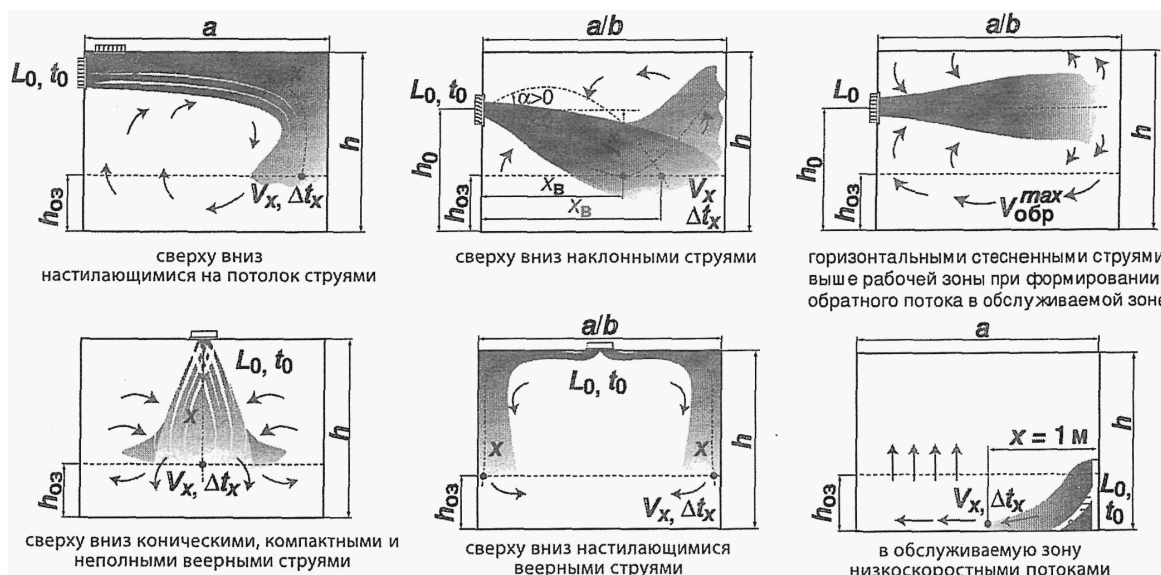 a
a/b
a/b
L₀, t₀
L₀, t₀
α>0
L₀
h
h₀
h
h₀
h
hоз
Vₓ, Δtₓ
hоз
xв
xв
Vₓ
Δtₓ
hоз
Vобр max
сверху вниз
настилающимися на потолок струями
сверху вниз наклонными струями
горизонтальными стесненными струями
выше рабочей зоны при формировании
обратного потока в обслуживаемой зоне
a/b
a
L₀, t₀
x
h
L₀, t₀
h
x = 1 м
h
hоз
Vₓ, Δtₓ
x
x
Vₓ, Δtₓ
hоз
Vₓ, Δtₓ
L₀,
t₀
сверху вниз коническими, компактными и
неполными веерными струями
сверху вниз настилающимися
веерными струями
в обслуживаемую зону
низкоскоростными потоками